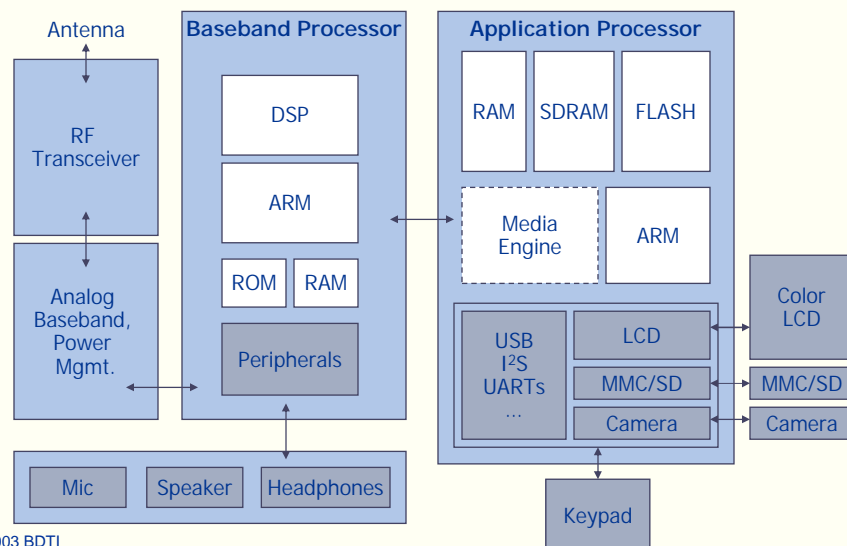 Antenna
RF
Transceiver
Analog
Baseband,
Power
Mgmt.
Baseband Processor
DSP
ARM
ROM
RAM
Peripherals
Mic
Speaker
Headphones
Application Processor
RAM
SDRAM
FLASH
Media
Engine
ARM
USB
I²S
UARTs
...
LCD
MMC/SD
Camera
Color
LCD
MMC/SD
Camera
Keypad
BDTI